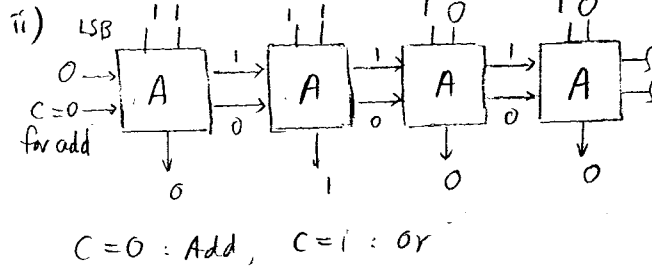 ii) LSB 1 1 1 1 1 0 1 0
0 A 1 A 1 A 1 A
C=0 0 0 0
for add
0 1 0 0
C=0 : Add, C=1 : or